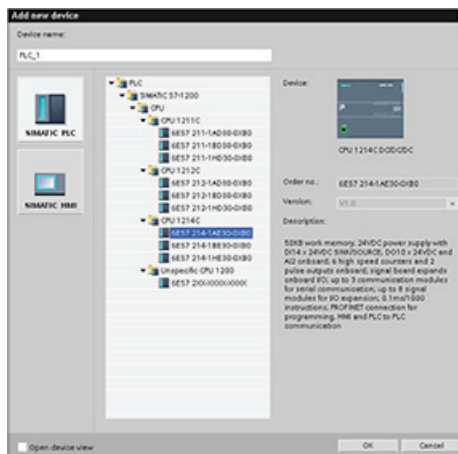 Add new device
Device name:
PLC_1
SIMATIC PLC
SIMATIC HMI
PLC
SIMATIC S7-1200
CPU
CPU 1211C
6ES7 211-1AD30-0XB0
6ES7 211-1BD30-0XB0
6ES7 211-1HD30-0XB0
CPU 1212C
6ES7 212-1AD30-0XB0
6ES7 212-1BD30-0XB0
6ES7 212-1HD30-0XB0
CPU 1214C
6ES7 214-1AE30-0XB0
6ES7 214-1BE30-0XB0
6ES7 214-1HE30-0XB0
Unspecific CPU 1200
6ES7 2XX-XXXXX-XXXX
Device:
CPU 1214C DC/DC/DC
Order no.:
6ES7 214-1AE30-0XB0
Version:
V1.0
Description:
50KB work memory, 24VDC power supply with
DI14 x 24VDC SINK/SOURCE, DO10 x 24VDC and
AI2 onboard, 6 high speed counters and 2
pulse outputs onboard; signal board expands
onboard I/O; up to 3 communication modules
for serial communication; up to 8 signal
modules for I/O expansion; 0.1ms/1000
instructions; PROFINET connection for
programming, HMI and PLC to PLC
communication
Open device view
OK
Cancel